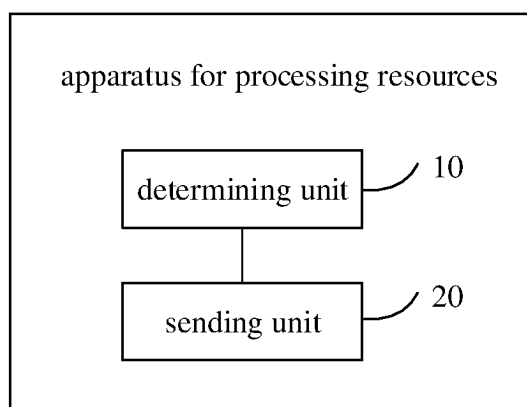 apparatus for processing resources
determining unit
10
sending unit
20